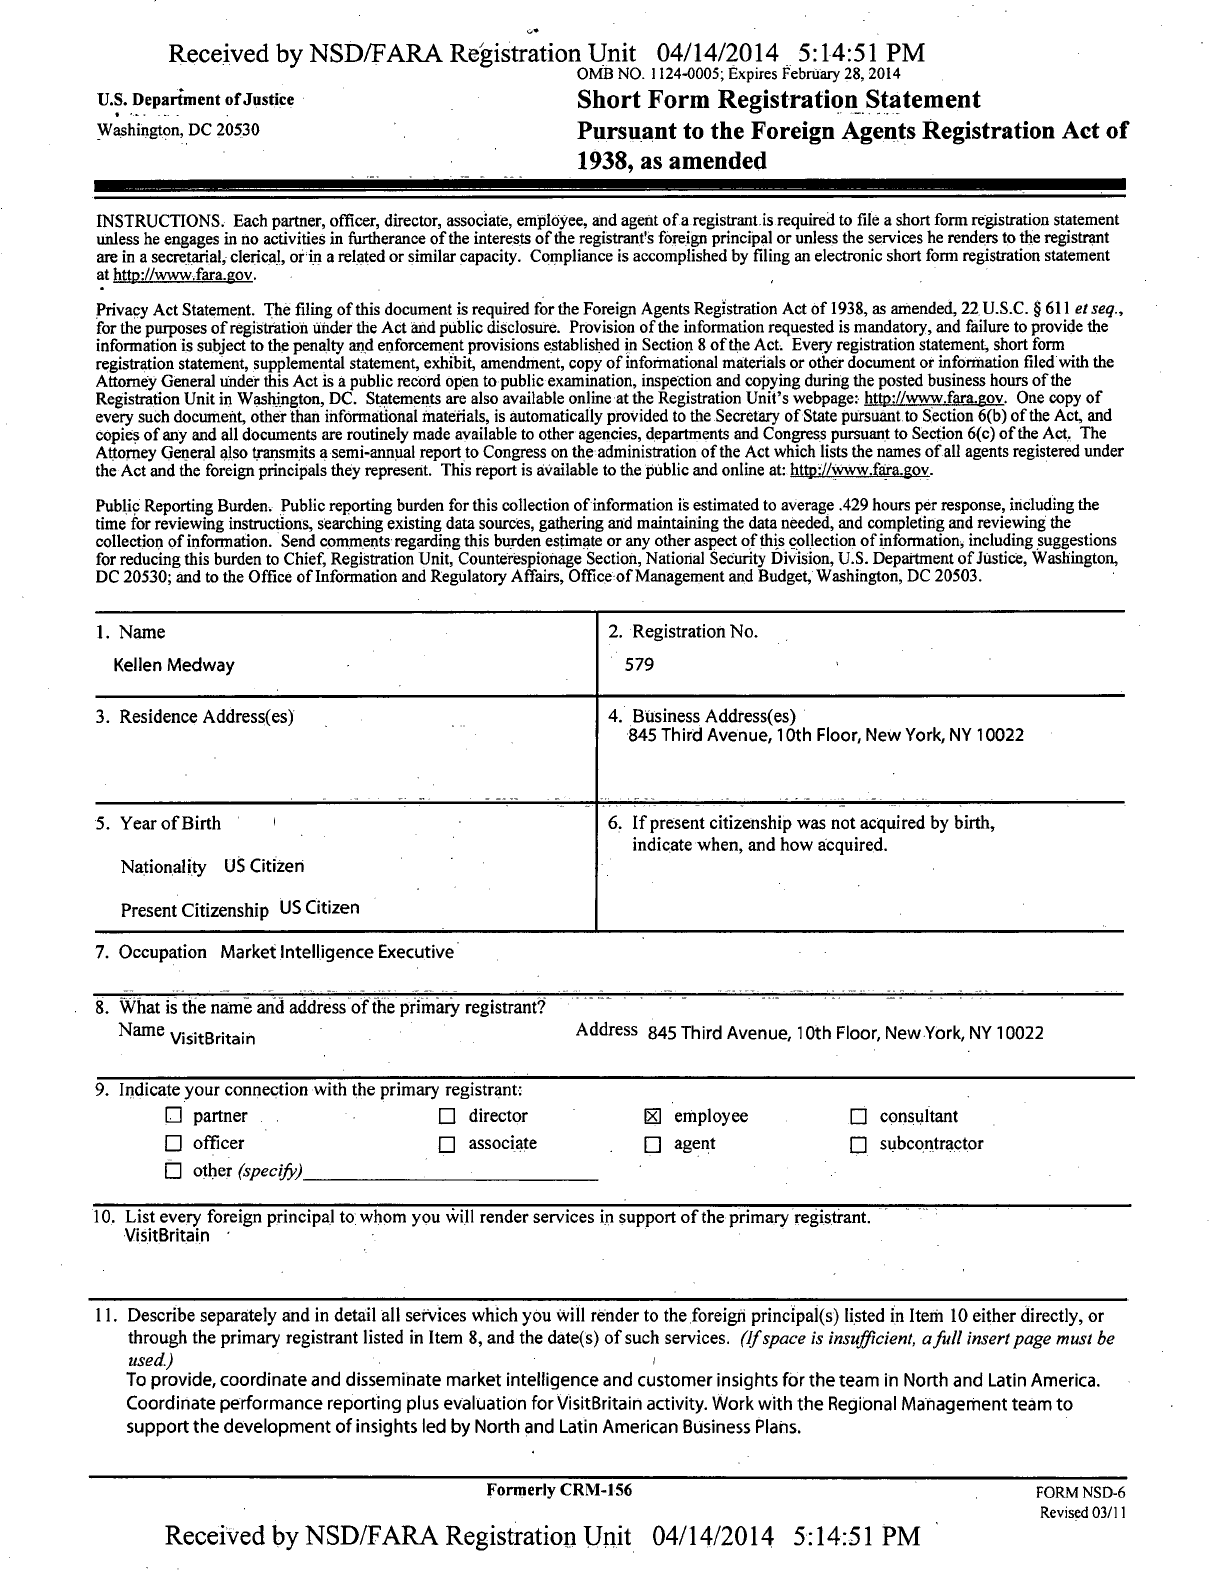 Received by NSD/FARA Registration Unit 04/14/2014 5:14:51 PM
OMB NO. 1124-0005; Expires February 28, 2014
U.S. Department of Justice
Washington, DC 20530
Short Form Registration Statement
Pursuant to the Foreign Agents Registration Act of
1938, as amended
INSTRUCTIONS. Each partner, officer, director, associate, employee, and agent of a registrant is required to file a short form registration statement
unless he engages in no activities in furtherance of the interests of the registrant's foreign principal or unless the services he renders to the registrant
are in a secretarial, clerical, or in a related or similar capacity. Compliance is accomplished by filing an electronic short form registration statement
at http://www.fara.gov.
Privacy Act Statement. The filing of this document is required for the Foreign Agents Registration Act of 1938, as amended, 22 U.S.C. § 611 et seq.,
for the purposes of registration under the Act and public disclosure. Provision of the information requested is mandatory, and failure to provide the
information is subject to the penalty and enforcement provisions established in Section 8 of the Act. Every registration statement, short form
registration statement, supplemental statement, exhibit, amendment, copy of informational materials or other document or information filed with the
Attorney General under this Act is a public record open to public examination, inspection and copying during the posted business hours of the
Registration Unit in Washington, DC. Statements are also available online at the Registration Unit's webpage: http://www.fara.gov. One copy of
every such document, other than informational materials, is automatically provided to the Secretary of State pursuant to Section 6(b) of the Act, and
copies of any and all documents are routinely made available to other agencies, departments and Congress pursuant to Section 6(c) of the Act. The
Attorney General also transmits a semi-annual report to Congress on the administration of the Act which lists the names of all agents registered under
the Act and the foreign principals they represent. This report is available to the public and online at: http://www.fara.gov.
Public Reporting Burden. Public reporting burden for this collection of information is estimated to average .429 hours per response, including the
time for reviewing instructions, searching existing data sources, gathering and maintaining the data needed, and completing and reviewing the
collection of information. Send comments regarding this burden estimate or any other aspect of this collection of information, including suggestions
for reducing this burden to Chief, Registration Unit, Counterespionage Section, National Security Division, U.S. Department of Justice, Washington,
DC 20530; and to the Office of Information and Regulatory Affairs, Office of Management and Budget, Washington, DC 20503.
1. Name
Kellen Medway
2. Registration No.
579
3. Residence Address(es)
4. Business Address(es)
845 Third Avenue, 10th Floor, New York, NY 10022
5. Year of Birth
Nationality US Citizen
Present Citizenship US Citizen
6. If present citizenship was not acquired by birth,
indicate when, and how acquired.
7. Occupation Market Intelligence Executive
8. What is the name and address of the primary registrant?
Name VisitBritain Address 845 Third Avenue, 10th Floor, New York, NY 10022
9. Indicate your connection with the primary registrant:
☐ partner ☐ director ☒ employee ☐ consultant
☐ officer ☐ associate ☐ agent ☐ subcontractor
☐ other (specify)
10. List every foreign principal to whom you will render services in support of the primary registrant.
VisitBritain
11. Describe separately and in detail all services which you will render to the foreign principal(s) listed in Item 10 either directly, or
through the primary registrant listed in Item 8, and the date(s) of such services. (If space is insufficient, a full insert page must be
used.)
To provide, coordinate and disseminate market intelligence and customer insights for the team in North and Latin America.
Coordinate performance reporting plus evaluation for VisitBritain activity. Work with the Regional Management team to
support the development of insights led by North and Latin American Business Plans.
Formerly CRM-156
FORM NSD-6
Revised 03/11
Received by NSD/FARA Registration Unit 04/14/2014 5:14:51 PM